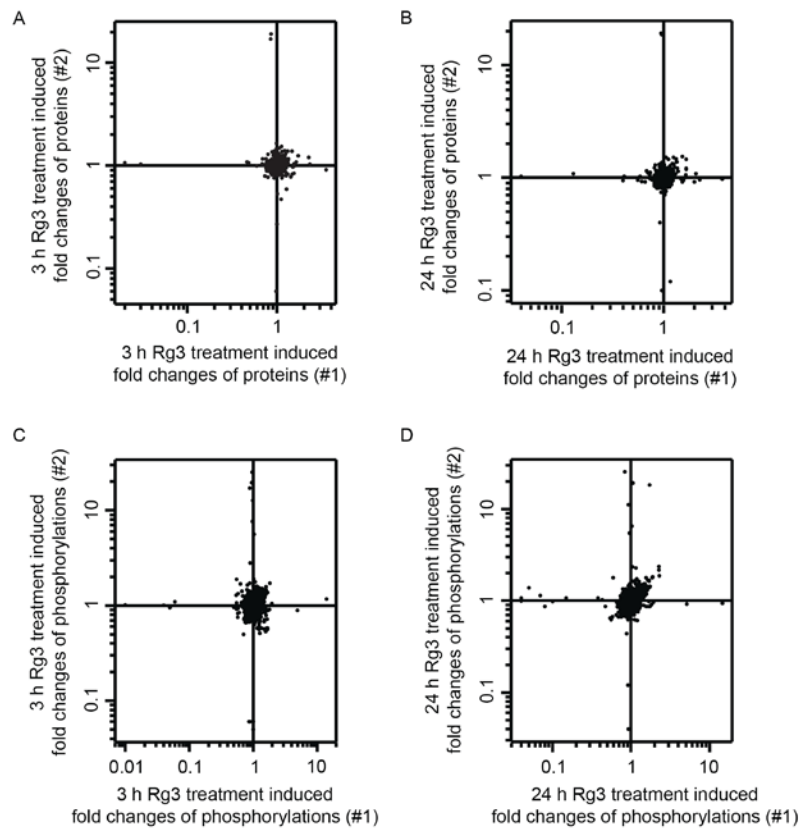 A
3 h Rg3 treatment induced
fold changes of proteins (#2)
10
1
0.1
0.1
1
3 h Rg3 treatment induced
fold changes of proteins (#1)
B
24 h Rg3 treatment induced
fold changes of proteins (#2)
10
1
0.1
0.1
1
24 h Rg3 treatment induced
fold changes of proteins (#1)
C
3 h Rg3 treatment induced
fold changes of phosphorylations (#2)
10
1
0.1
0.01
0.1
1
10
3 h Rg3 treatment induced
fold changes of phosphorylations (#1)
D
24 h Rg3 treatment induced
fold changes of phosphorylations (#2)
10
1
0.1
0.1
1
10
24 h Rg3 treatment induced
fold changes of phosphorylations (#1)